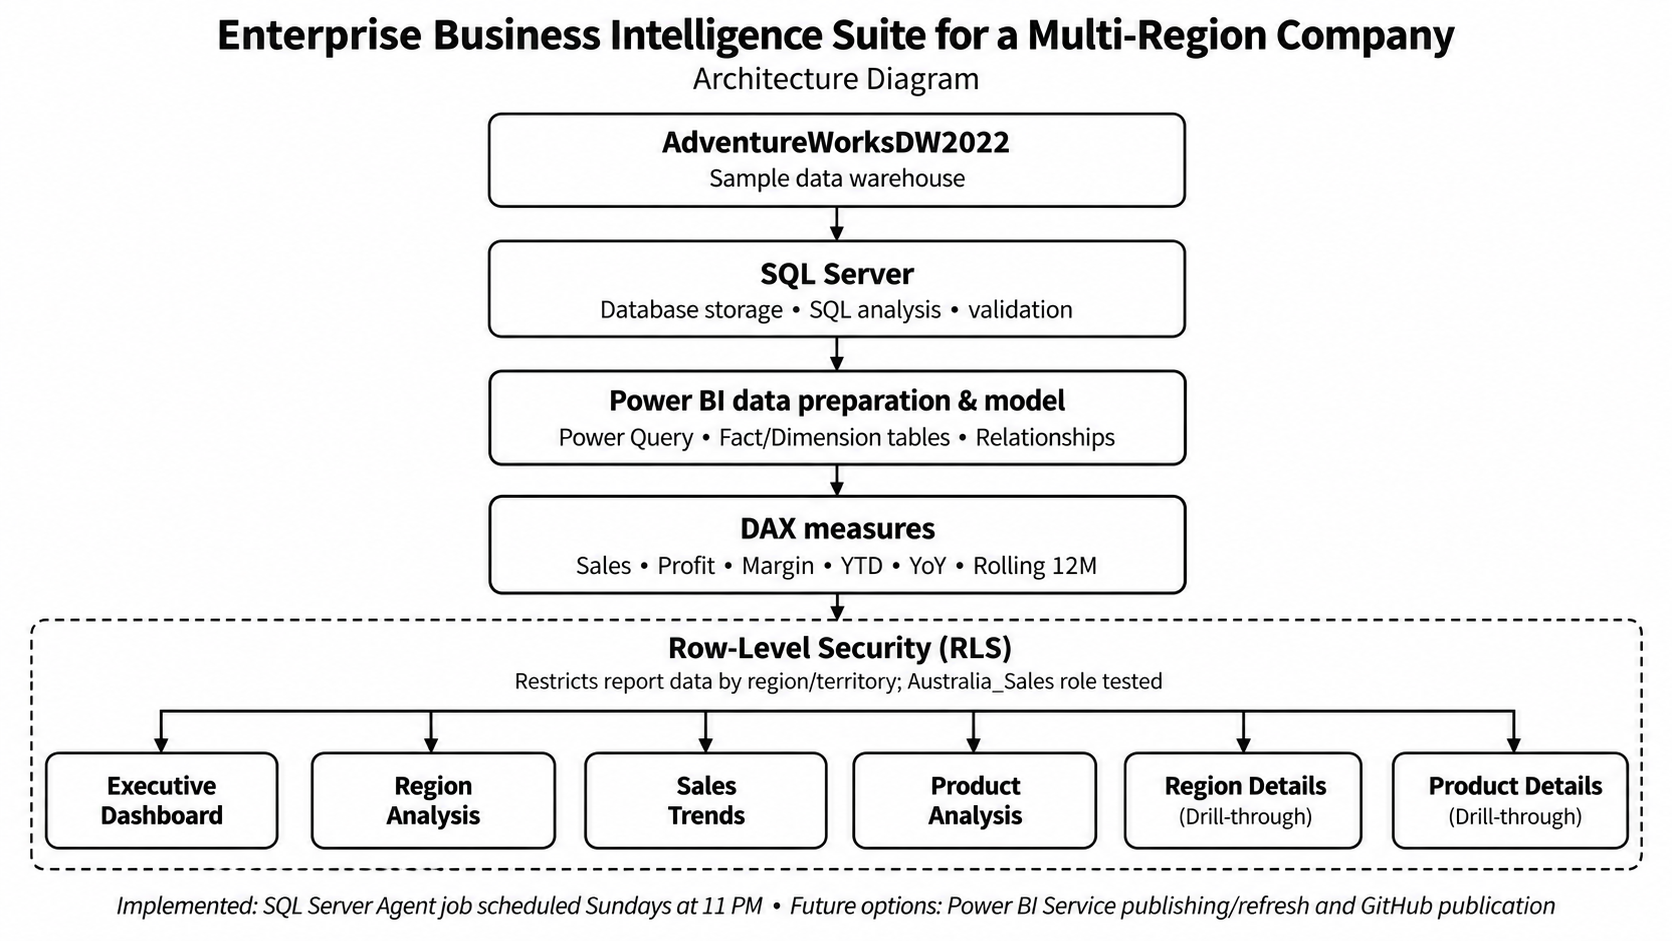 Enterprise Business Intelligence Suite for a Multi-Region Company
Architecture Diagram
AdventureWorksDW2022
Sample data warehouse
SQL Server
Database storage • SQL analysis • validation
Power BI data preparation & model
Power Query • Fact/Dimension tables • Relationships
DAX measures
Sales • Profit • Margin • YTD • YoY • Rolling 12M
Row-Level Security (RLS)
Restricts report data by region/territory; Australia_Sales role tested
Executive
Dashboard
Region
Analysis
Sales
Trends
Product
Analysis
Region Details
(Drill-through)
Product Details
(Drill-through)
Implemented: SQL Server Agent job scheduled Sundays at 11 PM • Future options: Power BI Service publishing/refresh and GitHub publication